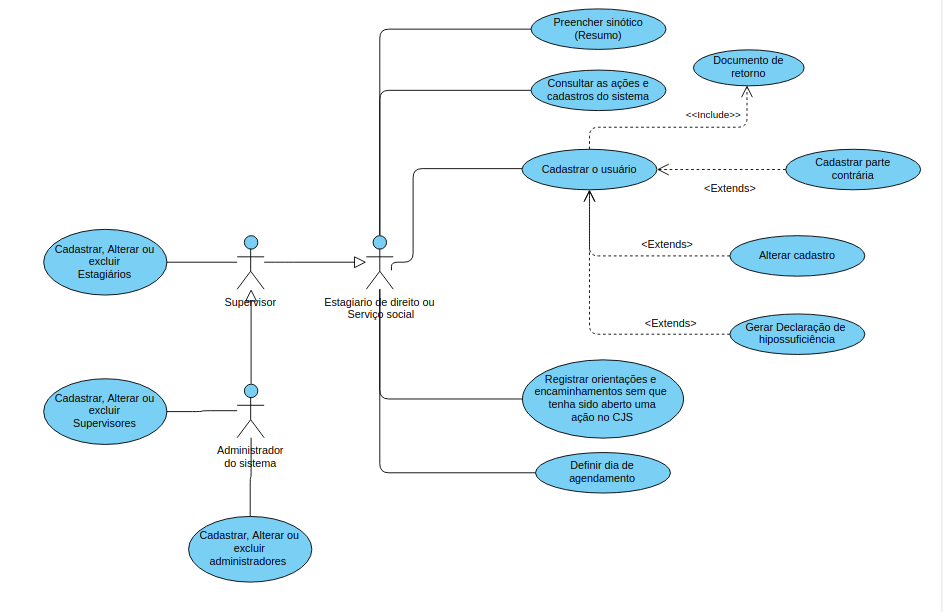 Preencher sinótico
(Resumo)
Documento de
retorno
Consultar as ações e
cadastros do sistema
<<Include>>
Cadastrar o usuário
Cadastrar parte
contrária
<Extends>
Cadastrar, Alterar ou
excluir
Estagiários
<Extends>
Alterar cadastro
Supervisor
Estagiario de direito ou
Serviço social
<Extends>
Gerar Declaração de
hipossuficiência
Cadastrar, Alterar ou
excluir
Supervisores
Registrar orientações e
encaminhamentos sem que
tenha sido aberto uma
ação no CJS
Administrador
do sistema
Definir dia de
agendamento
Cadastrar, Alterar ou
excluir
administradores